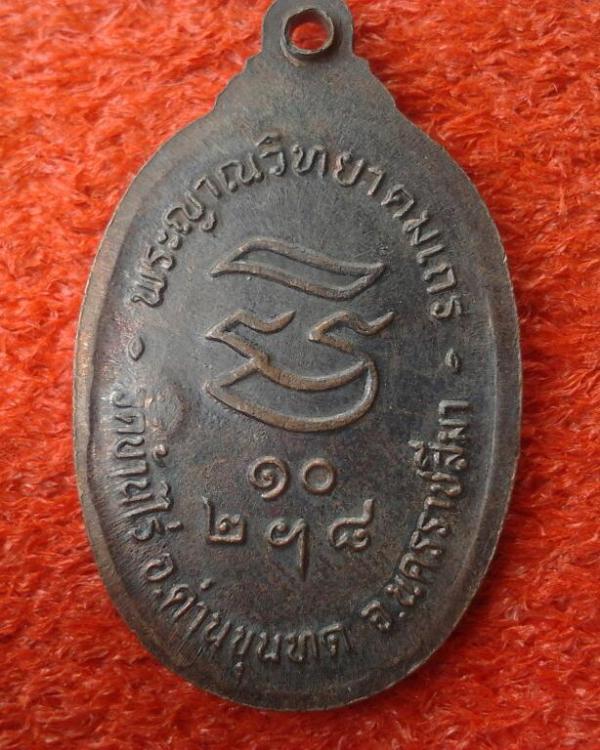 พระญาณวิทยาคมเถร
๑๐
๒ ฯ ๘
วัดบ้านไร่ อ.ด่านขุนทด จ.นครราชสีมา